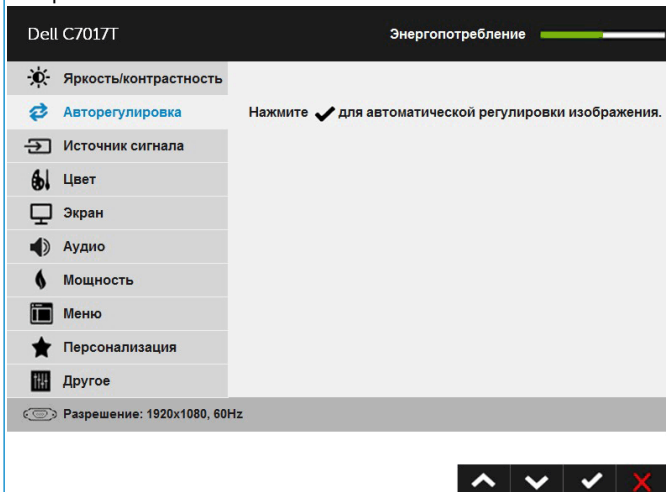 Dell C7017T
Энергопотребление
Яркость/контрастность
Авторегулировка
Нажмите для автоматической регулировки изображения.
Источник сигнала
Цвет
Экран
Аудио
Мощность
Меню
Персонализация
Другое
Разрешение: 1920x1080, 60Hz